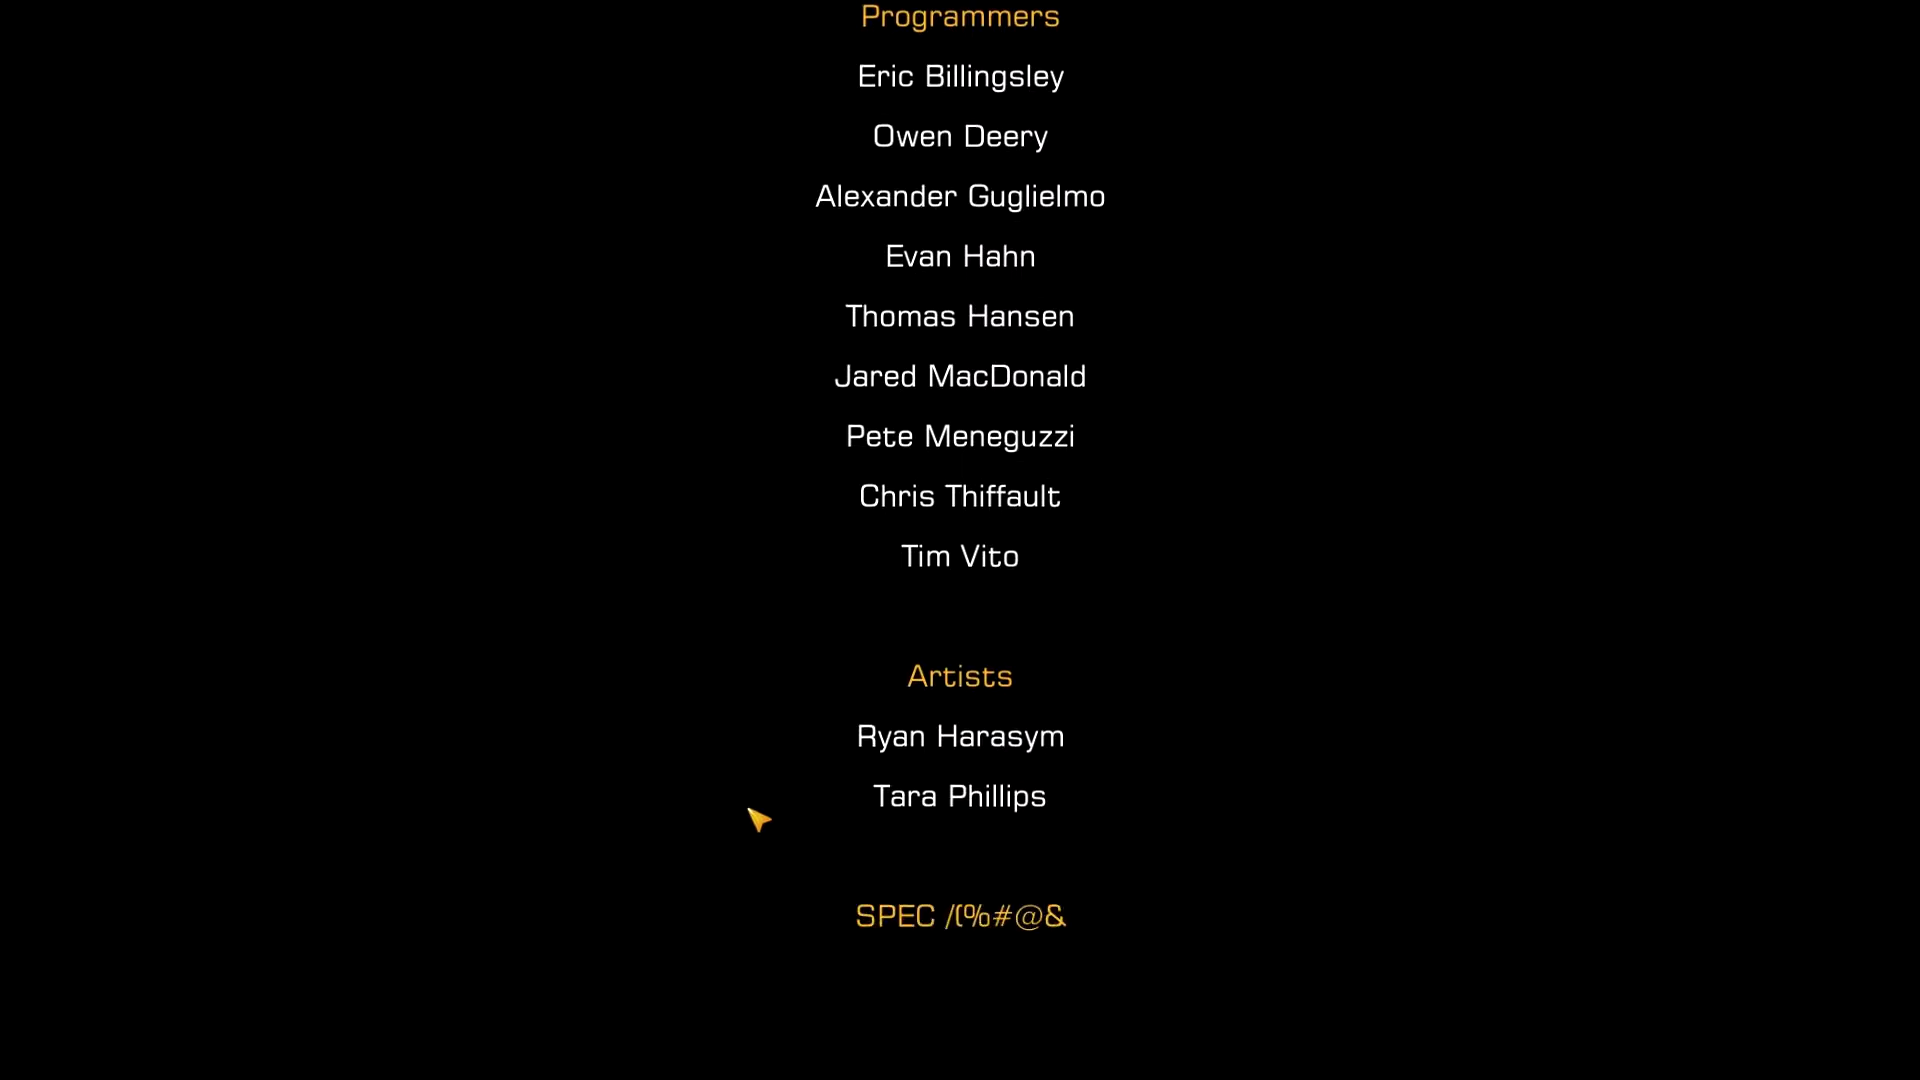 Programmers
Eric Billingsley
Owen Deery
Alexander Guglielmo
Evan Hahn
Thomas Hansen
Jared MacDonald
Pete Meneguzzi
Chris Thiffault
Tim Vito
Artists
Ryan Harasym
Tara Phillips
SPEC /(%#@&